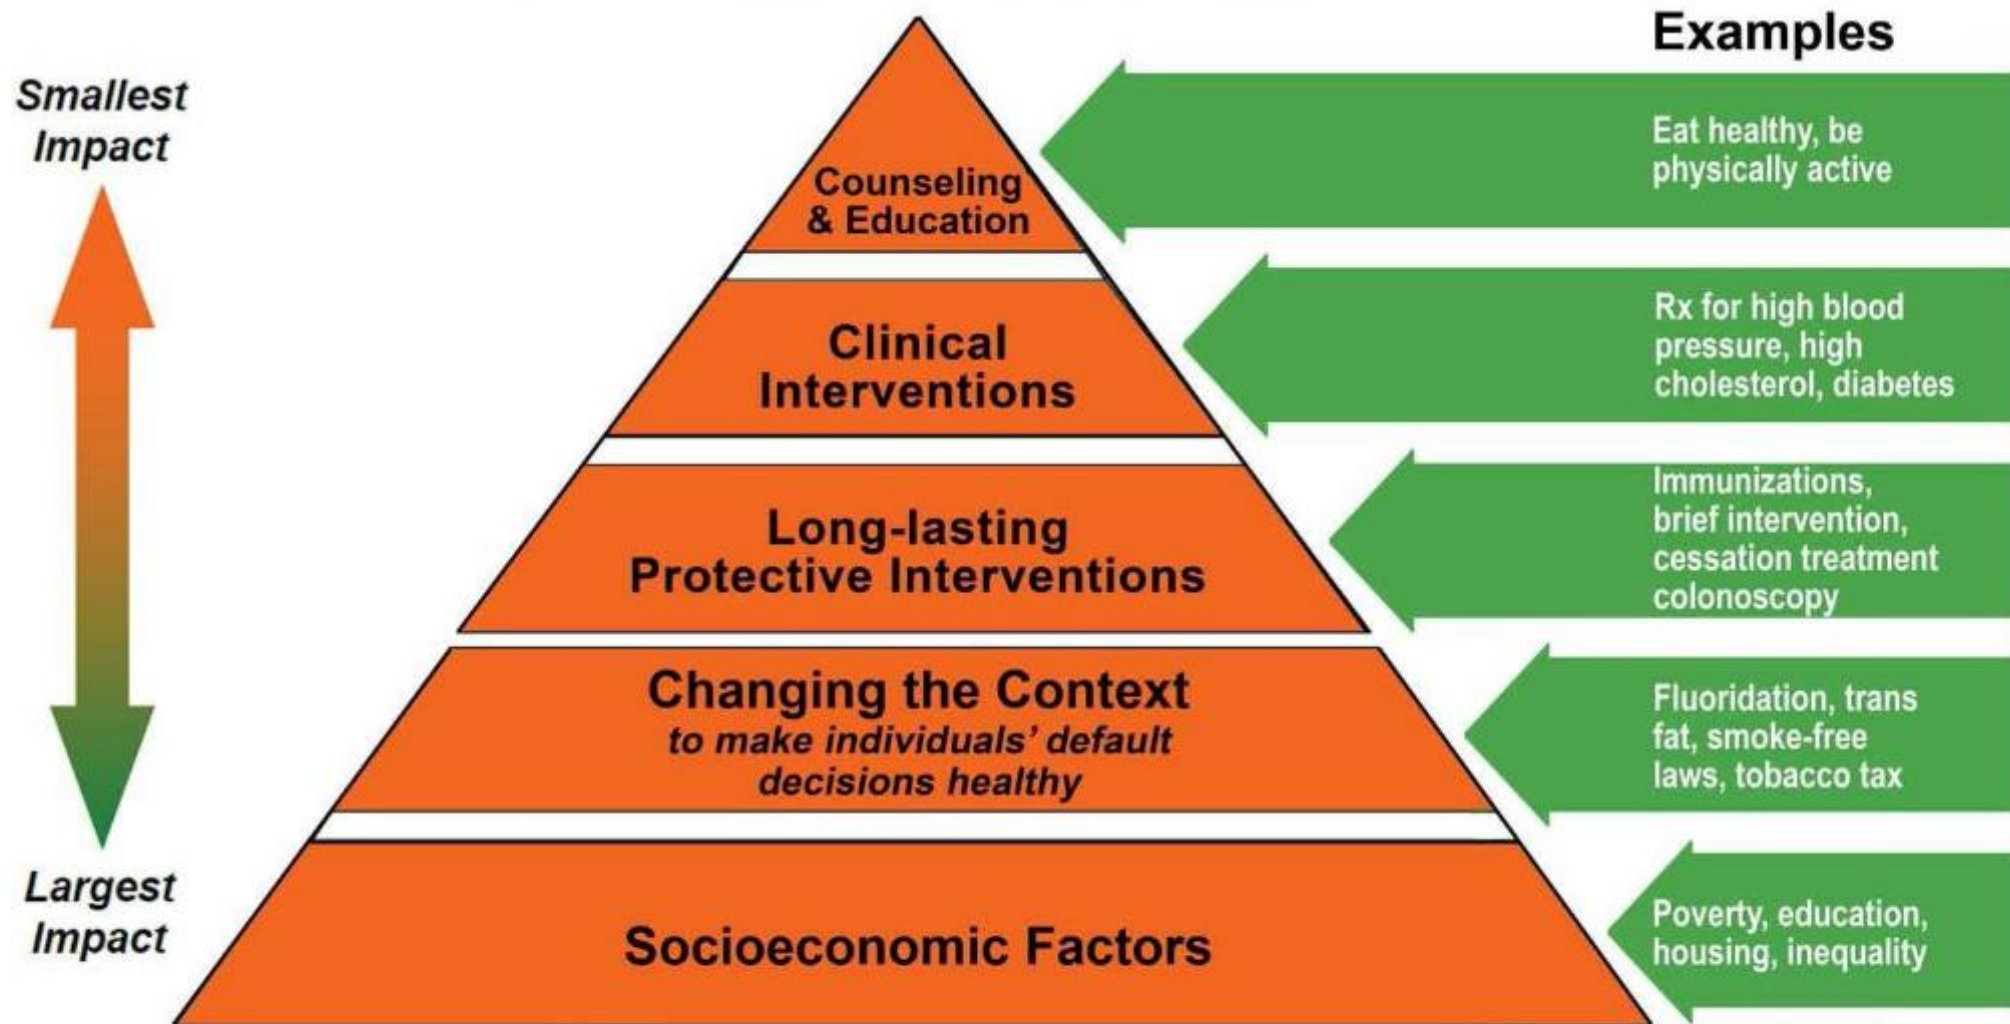 Examples
Smallest
Impact
Counseling
& Education
Eat healthy, be
physically active
Clinical
Interventions
Rx for high blood
pressure, high
cholesterol, diabetes
Long-lasting
Protective Interventions
Immunizations,
brief intervention,
cessation treatment
colonoscopy
Changing the Context
to make individuals' default
decisions healthy
Fluoridation, trans
fat, smoke-free
laws, tobacco tax
Largest
Impact
Socioeconomic Factors
Poverty, education,
housing, inequality